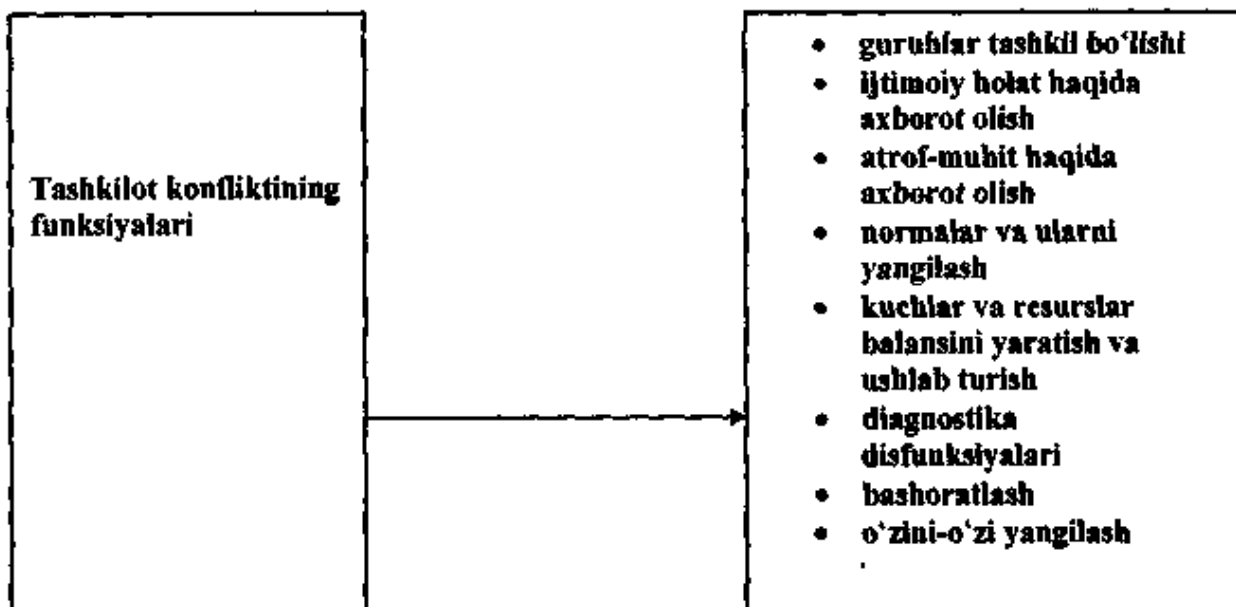 Tashkilot konfliktining
funksiyalari
• guruhlar tashkil bo‘lishi
• ijtimoiy holat haqida
axborot olish
• atrof-muhit haqida
axborot olish
• normalar va ularni
yangilash
• kuchlar va resurslar
balansini yaratish va
ushlab turish
• diagnostika
disfunksiyalari
• bashoratlash
• o‘zini-o‘zi yangilash